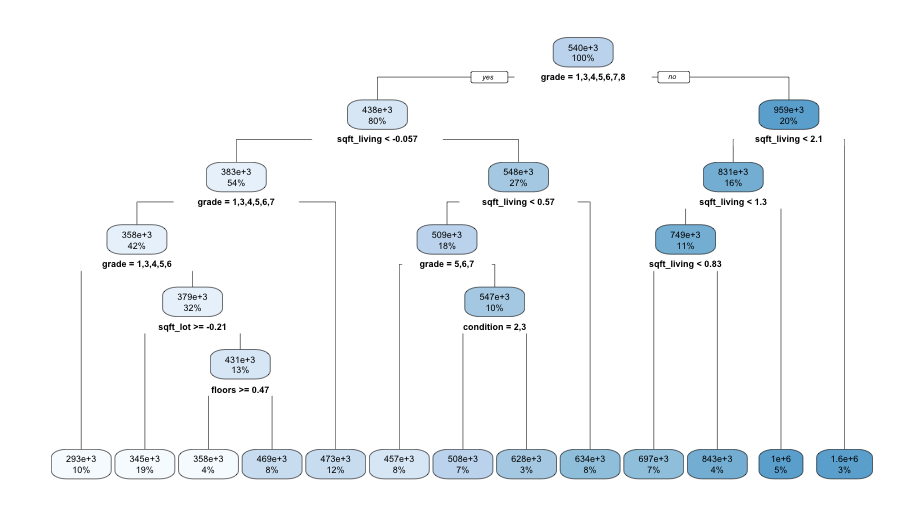 540e+3
100%
yes
grade = 1,3,4,5,6,7,8
no
438e+3
80%
sqft_living < -0.057
959e+3
20%
sqft_living < 2.1
383e+3
54%
grade = 1,3,4,5,6,7
548e+3
27%
sqft_living < 0.57
831e+3
16%
sqft_living < 1.3
358e+3
42%
grade = 1,3,4,5,6
509e+3
18%
grade = 5,6,7
749e+3
11%
sqft_living < 0.83
379e+3
32%
sqft_lot >= -0.21
547e+3
10%
condition = 2,3
431e+3
13%
floors >= 0.47
293e+3
10%
345e+3
19%
358e+3
4%
469e+3
8%
473e+3
12%
457e+3
8%
508e+3
7%
628e+3
3%
634e+3
8%
697e+3
7%
843e+3
4%
1e+6
5%
1.6e+6
3%